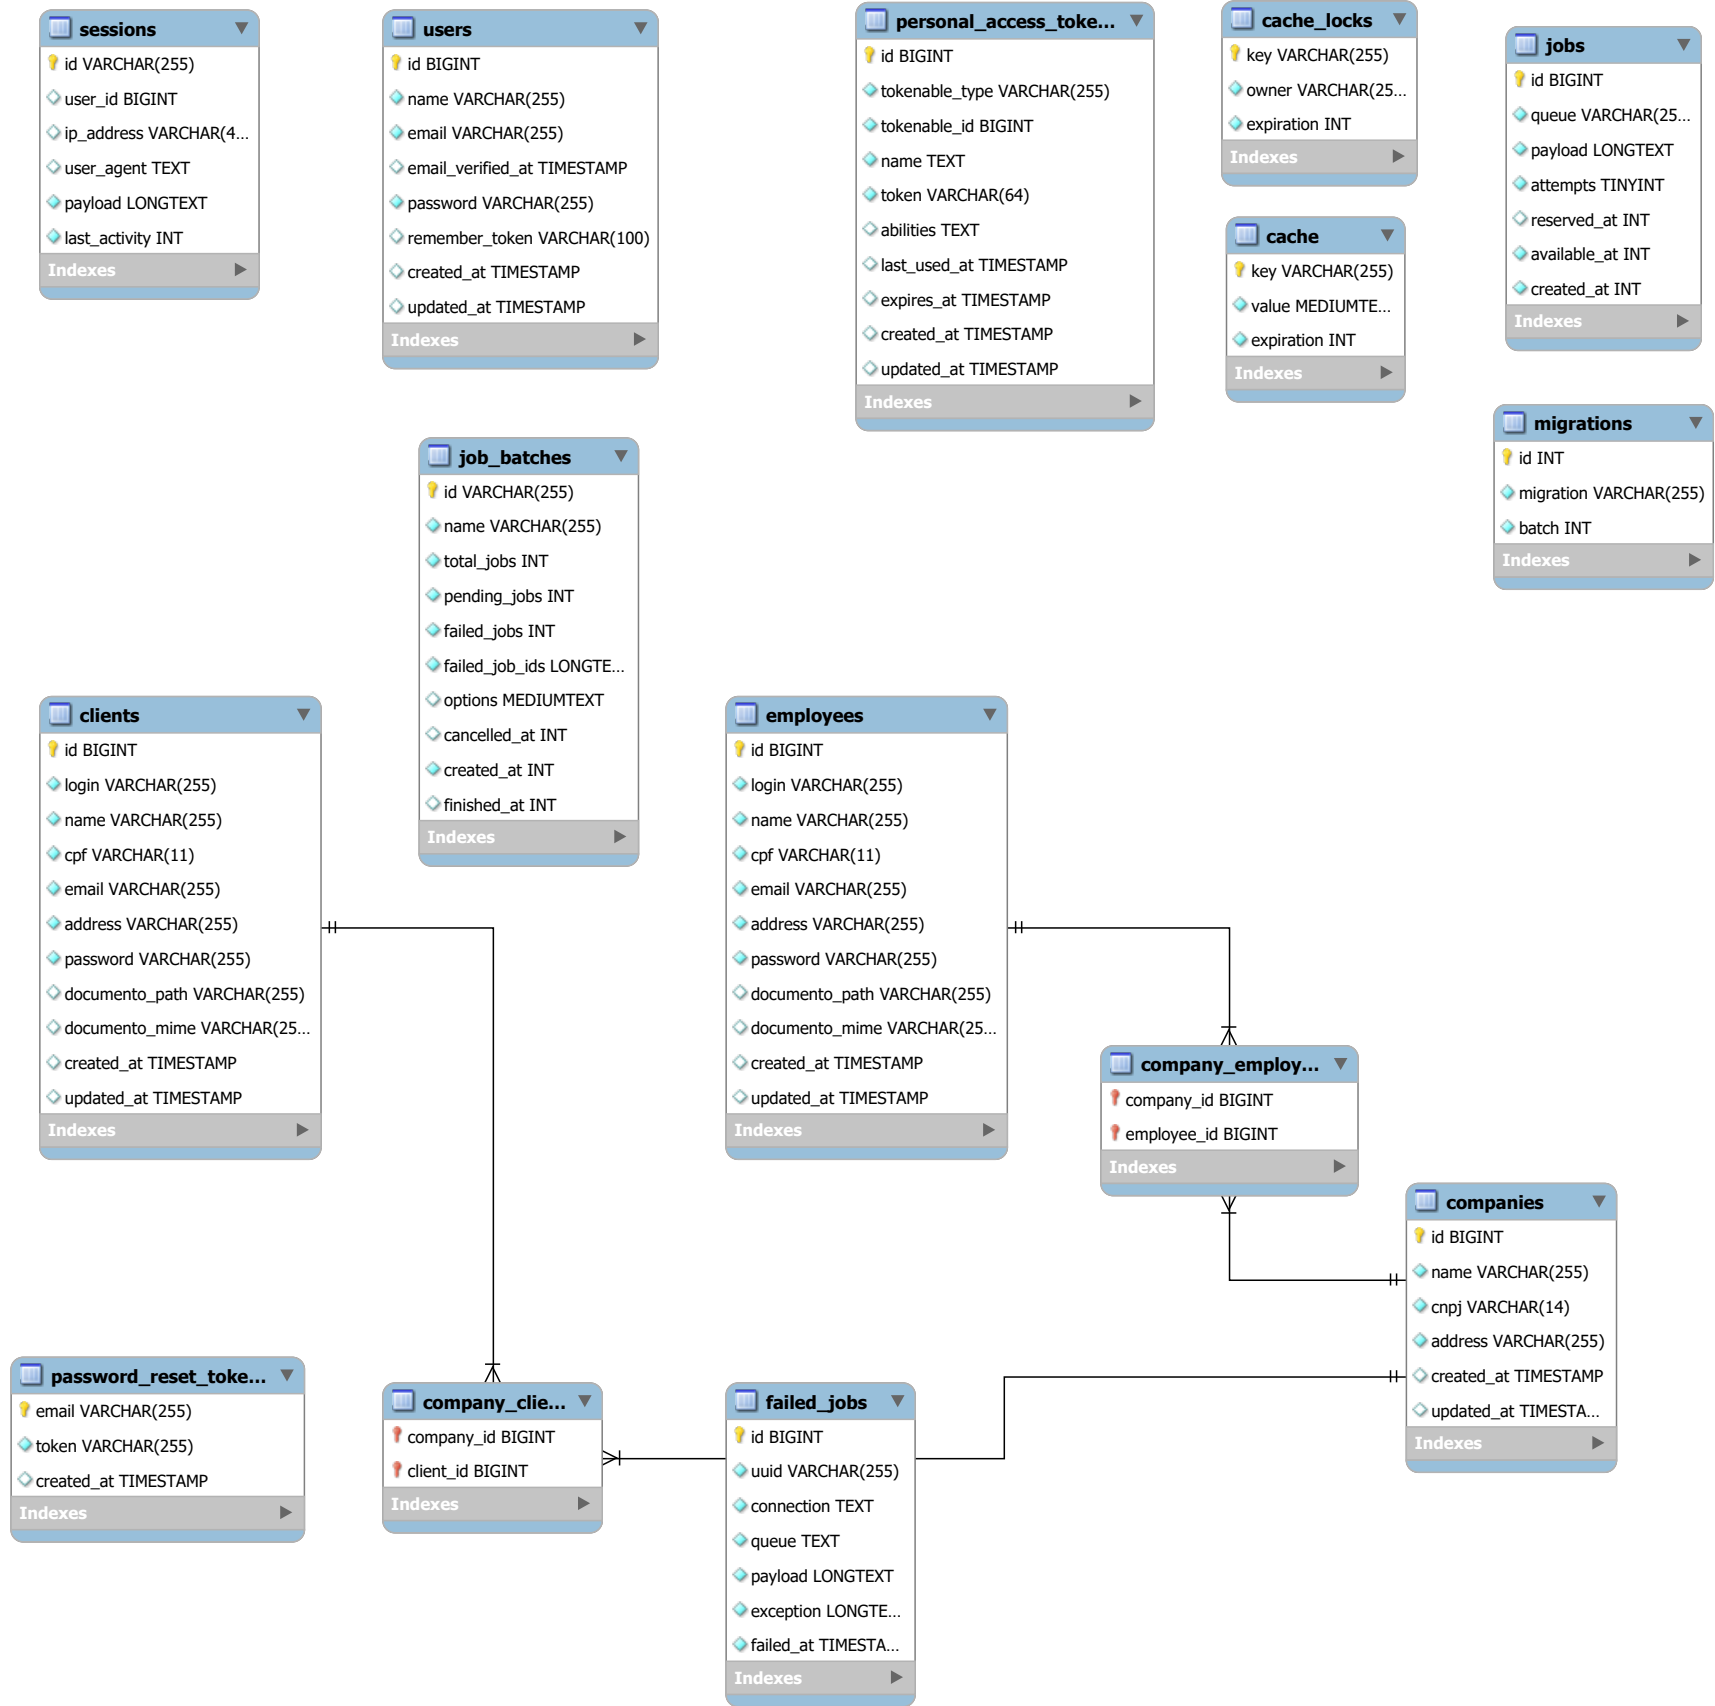 sessions
id VARCHAR(255)
user_id BIGINT
ip_address VARCHAR(4...
user_agent TEXT
payload LONGTEXT
last_activity INT
Indexes
users
id BIGINT
name VARCHAR(255)
email VARCHAR(255)
email_verified_at TIMESTAMP
password VARCHAR(255)
remember_token VARCHAR(100)
created_at TIMESTAMP
updated_at TIMESTAMP
Indexes
personal_access_toke...
id BIGINT
tokenable_type VARCHAR(255)
tokenable_id BIGINT
name TEXT
token VARCHAR(64)
abilities TEXT
last_used_at TIMESTAMP
expires_at TIMESTAMP
created_at TIMESTAMP
updated_at TIMESTAMP
Indexes
cache_locks
key VARCHAR(255)
owner VARCHAR(25...
expiration INT
Indexes
cache
key VARCHAR(255)
value MEDIUMTE...
expiration INT
Indexes
jobs
id BIGINT
queue VARCHAR(25...
payload LONGTEXT
attempts TINYINT
reserved_at INT
available_at INT
created_at INT
Indexes
migrations
id INT
migration VARCHAR(255)
batch INT
Indexes
job_batches
id VARCHAR(255)
name VARCHAR(255)
total_jobs INT
pending_jobs INT
failed_jobs INT
failed_job_ids LONGTE...
options MEDIUMTEXT
cancelled_at INT
created_at INT
finished_at INT
Indexes
clients
id BIGINT
login VARCHAR(255)
name VARCHAR(255)
cpf VARCHAR(11)
email VARCHAR(255)
address VARCHAR(255)
password VARCHAR(255)
documento_path VARCHAR(255)
documento_mime VARCHAR(25...
created_at TIMESTAMP
updated_at TIMESTAMP
Indexes
employees
id BIGINT
login VARCHAR(255)
name VARCHAR(255)
cpf VARCHAR(11)
email VARCHAR(255)
address VARCHAR(255)
password VARCHAR(255)
documento_path VARCHAR(255)
documento_mime VARCHAR(25...
created_at TIMESTAMP
updated_at TIMESTAMP
Indexes
company_employ...
company_id BIGINT
employee_id BIGINT
Indexes
companies
id BIGINT
name VARCHAR(255)
cnpj VARCHAR(14)
address VARCHAR(255)
created_at TIMESTAMP
updated_at TIMESTA...
Indexes
password_reset_toke...
email VARCHAR(255)
token VARCHAR(255)
created_at TIMESTAMP
Indexes
company_clie...
company_id BIGINT
client_id BIGINT
Indexes
failed_jobs
id BIGINT
uuid VARCHAR(255)
connection TEXT
queue TEXT
payload LONGTEXT
exception LONGTE...
failed_at TIMESTA...
Indexes